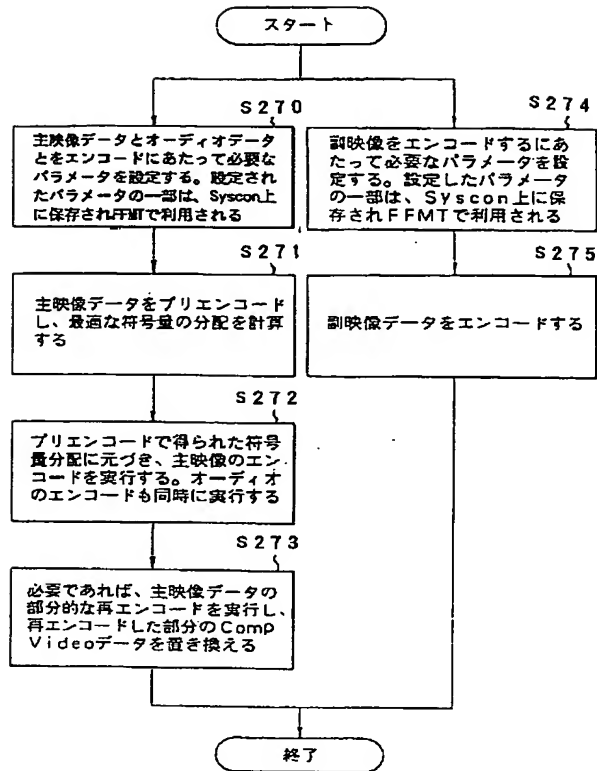 スタート
S270
主映像データとオーディオデータ
とをエンコードにあたって必要な
パラメータを設定する。設定され
たパラメータの一部は、Syscon上
に保存されFFMTで利用される
S271
主映像データをプリエンコード
し、最適な符号量の分配を計算
する
S272
プリエンコードで得られた符号
量分配に元づき、主映像のエン
コードを実行する。オーディオ
のエンコードも同時に実行する
S273
必要であれば、主映像データの
部分的な再エンコードを実行し、
再エンコードした部分のComp
Videoデータを置き換える
S274
副映像をエンコードするにあ
たって必要なパラメータを設
定する。設定したパラメータ
の一部は、Syscon上に保
存されFFMTで利用される
S275
副映像データをエンコードする
終了